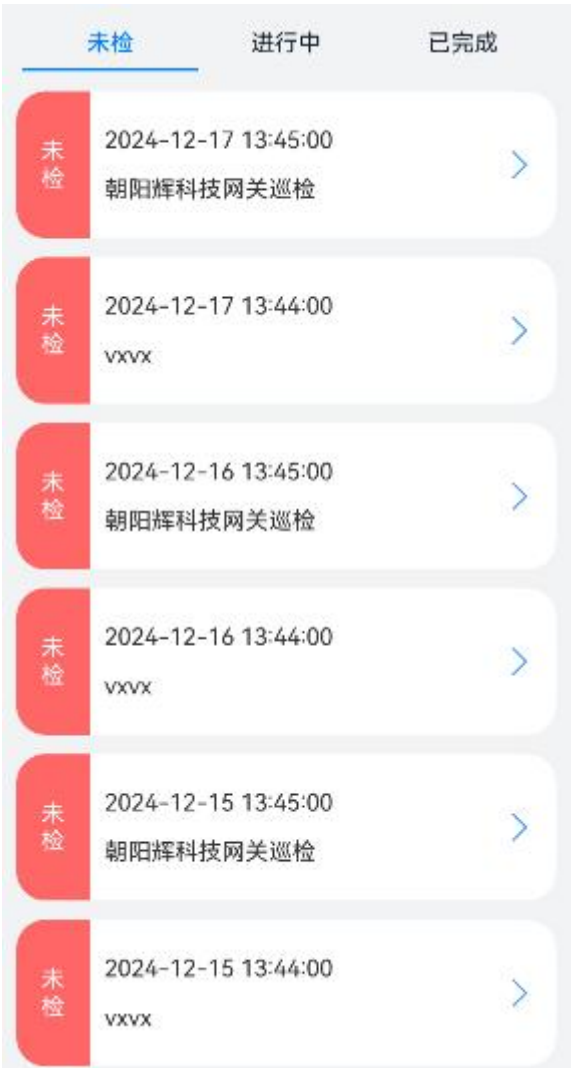 未检 进行中 已完成
未检
2024-12-17 13:45:00
朝阳辉科技网关巡检
未检
2024-12-17 13:44:00
vxvx
未检
2024-12-16 13:45:00
朝阳辉科技网关巡检
未检
2024-12-16 13:44:00
vxvx
未检
2024-12-15 13:45:00
朝阳辉科技网关巡检
未检
2024-12-15 13:44:00
vxvx